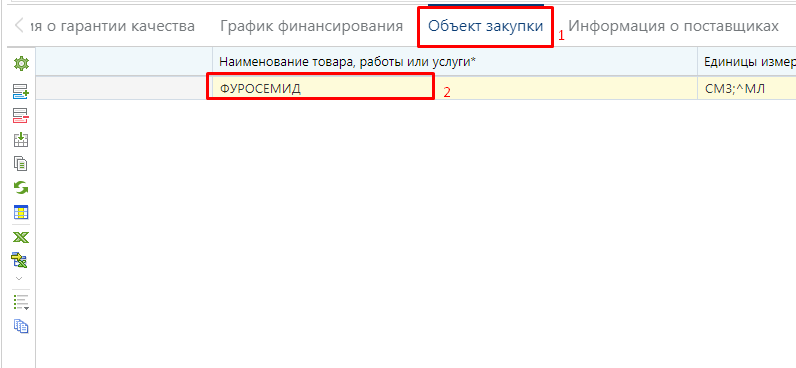 ия о гарантии качества График финансирования Объект закупки 1 Информация о поставщиках
Наименование товара, работы или услуги* Единицы измер
ФУРОСЕМИД 2 СМ3;^МЛ